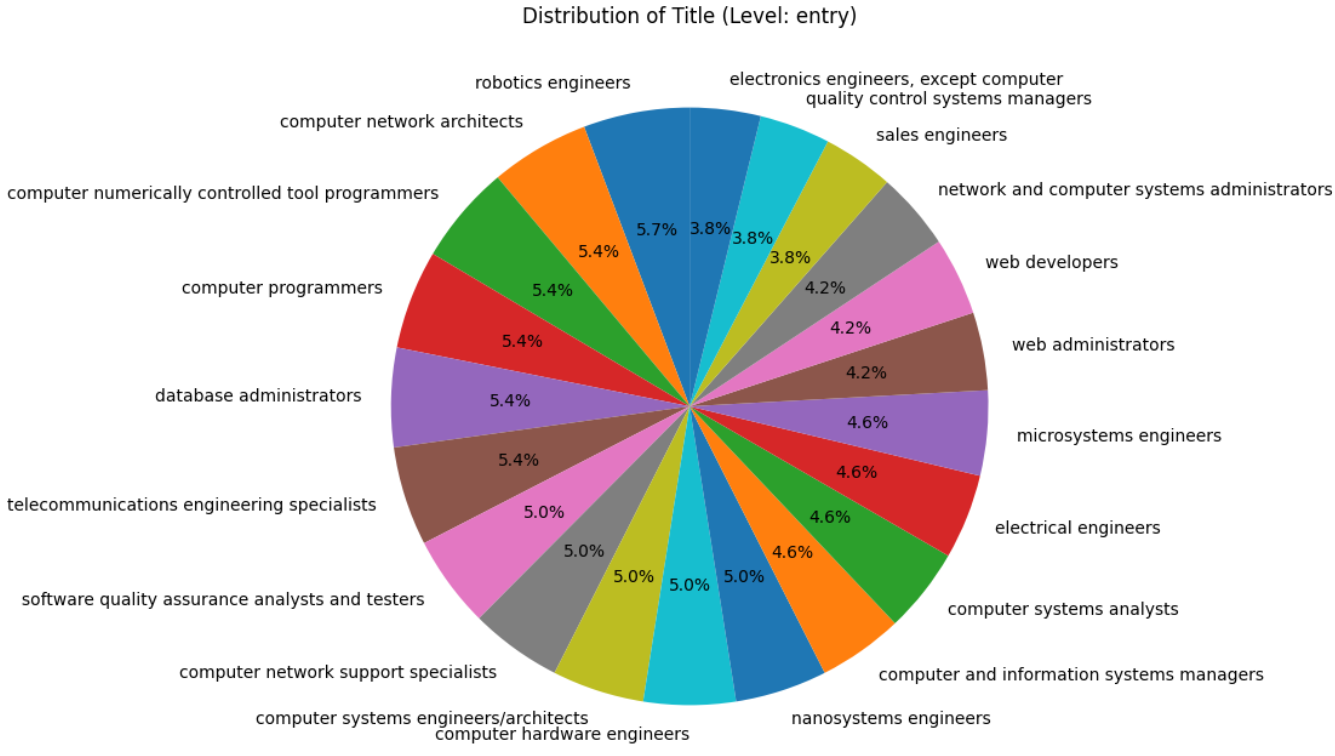 Distribution of Title (Level: entry)
robotics engineers
computer network architects
computer numerically controlled tool programmers
computer programmers
database administrators
telecommunications engineering specialists
software quality assurance analysts and testers
computer network support specialists
computer systems engineers/architects
computer hardware engineers
nanosystems engineers
computer and information systems managers
computer systems analysts
electrical engineers
microsystems engineers
web administrators
web developers
network and computer systems administrators
sales engineers
quality control systems managers
electronics engineers, except computer
5.7%
5.4%
5.4%
5.4%
5.4%
5.4%
5.0%
5.0%
5.0%
5.0%
5.0%
4.6%
4.6%
4.6%
4.6%
4.2%
4.2%
4.2%
3.8%
3.8%
3.8%